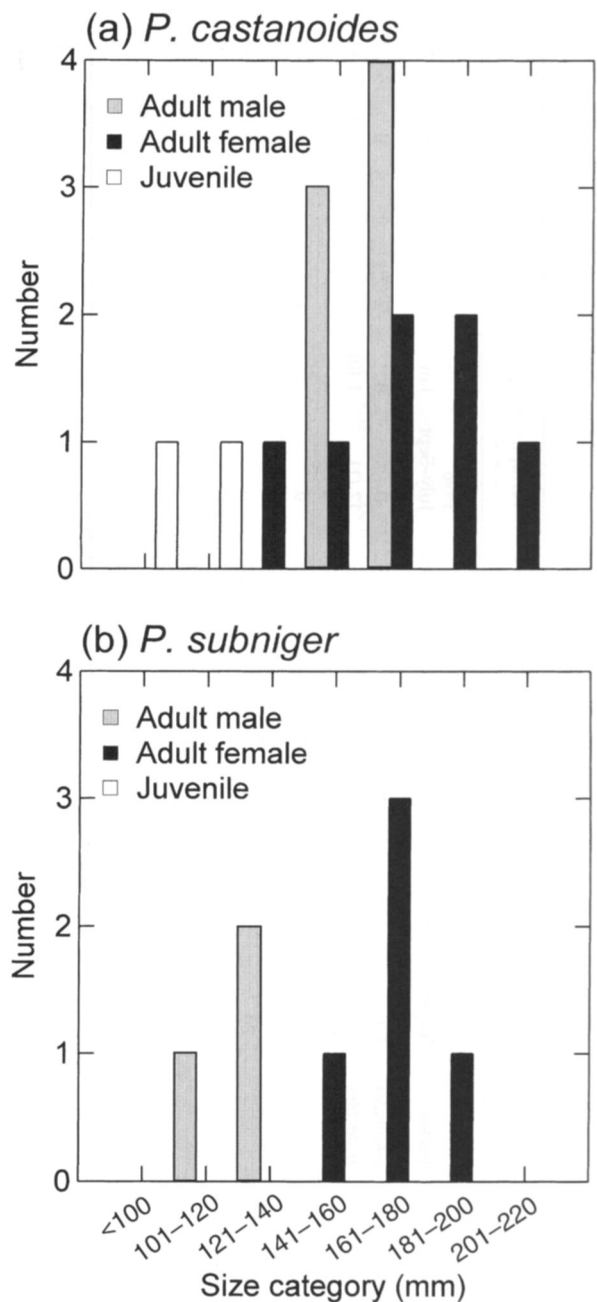 (a) P. castanoides
4
3
2
1
0
Number
Adult male
Adult female
Juvenile
(b) P. subniger
4
3
2
1
0
Number
Adult male
Adult female
Juvenile
<100
101–120
121–140
141–160
161–180
181–200
201–220
Size category (mm)